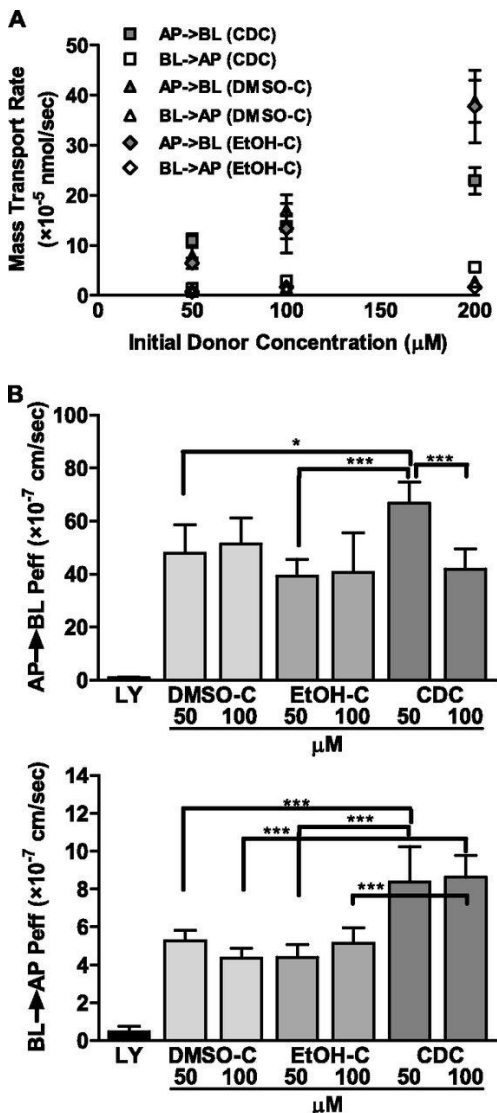 A
AP->BL (CDC)
BL->AP (CDC)
AP->BL (DMSO-C)
BL->AP (DMSO-C)
AP->BL (EtOH-C)
BL->AP (EtOH-C)
Mass Transport Rate
(×10⁻⁵ nmol/sec)
50
40
30
20
10
0
0 50 100 150 200
Initial Donor Concentration (μM)
B
AP→BL Peff (×10⁻⁷ cm/sec)
100
80
60
40
20
0
*
*** ***
LY DMSO-C EtOH-C CDC
50 100 50 100 50 100
μM
BL→AP Peff (×10⁻⁷ cm/sec)
14
12
10
8
6
4
2
0
***
*** ***
***
LY DMSO-C EtOH-C CDC
50 100 50 100 50 100
μM